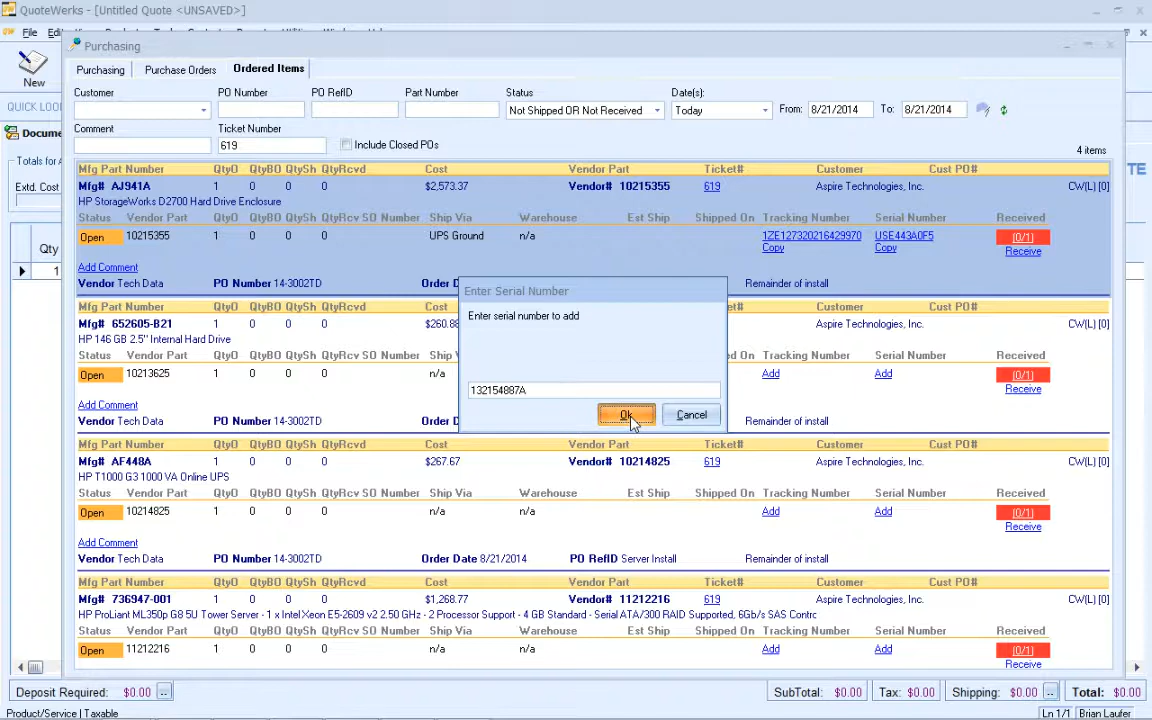 QuoteWerks - [Untitled Quote <UNSAVED>]
File
New
QUICK LOO
Docume
Totals for A
Extd. Cost
Qty
1
TE
Purchasing
Purchasing Purchase Orders Ordered Items
Customer PO Number PO RefID Part Number Status Date(s):
Not Shipped OR Not Received Today From: 8/21/2014 To: 8/21/2014
Comment Ticket Number
619 Include Closed POs
4 items
Mfg Part Number QtyO QtyBO QtySh QtyRcvd Cost Vendor Part Ticket# Customer Cust PO#
Mfg# AJ941A 1 0 0 0 $2,573.37 Vendor# 10215355 619 Aspire Technologies, Inc. CW(L) [0]
HP StorageWorks D2700 Hard Drive Enclosure
Status Vendor Part QtyO QtyBO QtySh QtyRcv SO Number Ship Via Warehouse Est Ship Shipped On Tracking Number Serial Number Received
Open 10215355 1 0 0 0 UPS Ground n/a 1ZE127320216429970 USE443A0F5 [0/1]
Copy Copy Receive
Add Comment
Vendor Tech Data PO Number 14-3002TD Order D Remainder of install
Enter Serial Number
Enter serial number to add
132154887A
Ok Cancel
Mfg Part Number QtyO QtyBO QtySh QtyRcvd Cost et# Customer Cust PO#
Mfg# 652605-B21 1 0 0 0 $260.88 Aspire Technologies, Inc. CW(L) [0]
HP 146 GB 2.5" Internal Hard Drive
Status Vendor Part QtyO QtyBO QtySh QtyRcv SO Number Ship V ed On Tracking Number Serial Number Received
Open 10213625 1 0 0 0 n/a Add Add [0/1]
Receive
Add Comment
Vendor Tech Data PO Number 14-3002TD Order D Remainder of install
Mfg Part Number QtyO QtyBO QtySh QtyRcvd Cost Vendor Part Ticket# Customer Cust PO#
Mfg# AF448A 1 0 0 0 $267.67 Vendor# 10214825 619 Aspire Technologies, Inc. CW(L) [0]
HP T1000 G3 1000 VA Online UPS
Status Vendor Part QtyO QtyBO QtySh QtyRcv SO Number Ship Via Warehouse Est Ship Shipped On Tracking Number Serial Number Received
Open 10214825 1 0 0 0 n/a n/a Add Add [0/1]
Receive
Add Comment
Vendor Tech Data PO Number 14-3002TD Order Date 8/21/2014 PO RefID Server Install Remainder of install
Mfg Part Number QtyO QtyBO QtySh QtyRcvd Cost Vendor Part Ticket# Customer Cust PO#
Mfg# 736947-001 1 0 0 0 $1,268.77 Vendor# 11212216 619 Aspire Technologies, Inc. CW(L) [0]
HP ProLiant ML350p G8 5U Tower Server - 1 x Intel Xeon E5-2609 v2 2.50 GHz - 2 Processor Support - 4 GB Standard - Serial ATA/300 RAID Supported, 6Gb/s SAS Contrc
Status Vendor Part QtyO QtyBO QtySh QtyRcv SO Number Ship Via Warehouse Est Ship Shipped On Tracking Number Serial Number Received
Open 11212216 1 0 0 0 n/a n/a Add Add [0/1]
Receive
Deposit Required: $0.00 ... SubTotal: $0.00 Tax: $0.00 Shipping: $0.00 ... Total: $0.00
Product/Service | Taxable Ln 1/1 Brian Laufer